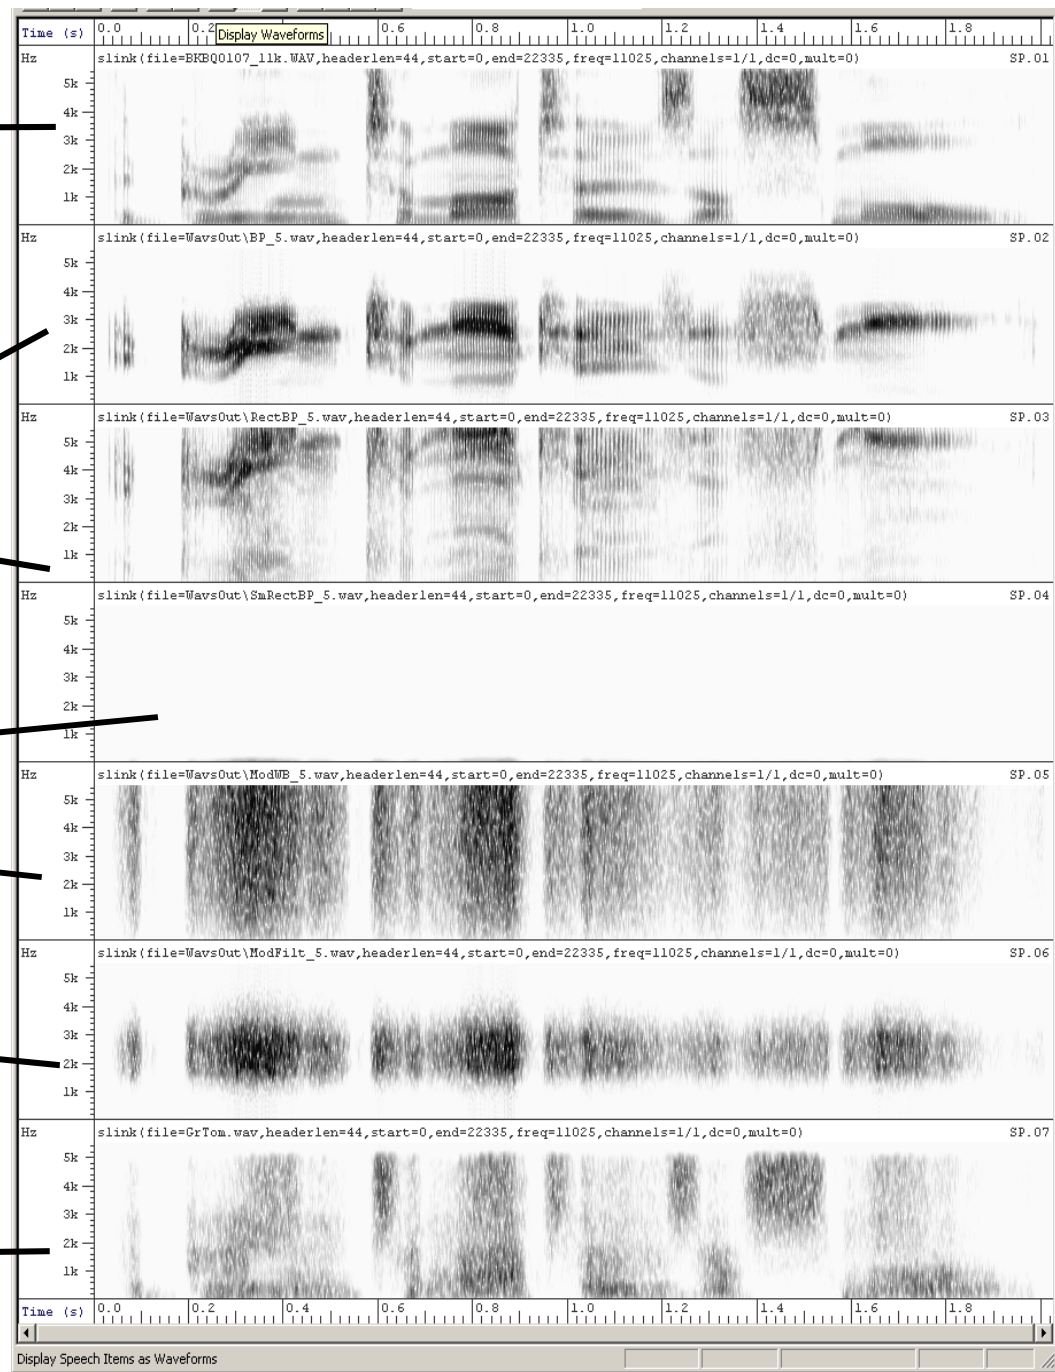 Time (s) 0.0 0.2 0.4 0.6 0.8 1.0 1.2 1.4 1.6 1.8
Display Waveforms
Hz slink(file=BKBQ0107_11k.WAV,headerlen=44,start=0,end=22335,freq=11025,channels=1/1,dc=0,mult=0) SP.01
5k
4k
3k
2k
1k
Hz slink(file=WavsOut\BP_5.wav,headerlen=44,start=0,end=22335,freq=11025,channels=1/1,dc=0,mult=0) SP.02
5k
4k
3k
2k
1k
Hz slink(file=WavsOut\RectBP_5.wav,headerlen=44,start=0,end=22335,freq=11025,channels=1/1,dc=0,mult=0) SP.03
5k
4k
3k
2k
1k
Hz slink(file=WavsOut\SmRectBP_5.wav,headerlen=44,start=0,end=22335,freq=11025,channels=1/1,dc=0,mult=0) SP.04
5k
4k
3k
2k
1k
Hz slink(file=WavsOut\ModWB_5.wav,headerlen=44,start=0,end=22335,freq=11025,channels=1/1,dc=0,mult=0) SP.05
5k
4k
3k
2k
1k
Hz slink(file=WavsOut\ModFilt_5.wav,headerlen=44,start=0,end=22335,freq=11025,channels=1/1,dc=0,mult=0) SP.06
5k
4k
3k
2k
1k
Hz slink(file=GrTom.wav,headerlen=44,start=0,end=22335,freq=11025,channels=1/1,dc=0,mult=0) SP.07
5k
4k
3k
2k
1k
Time (s) 0.0 0.2 0.4 0.6 0.8 1.0 1.2 1.4 1.6 1.8
Display Speech Items as Waveforms